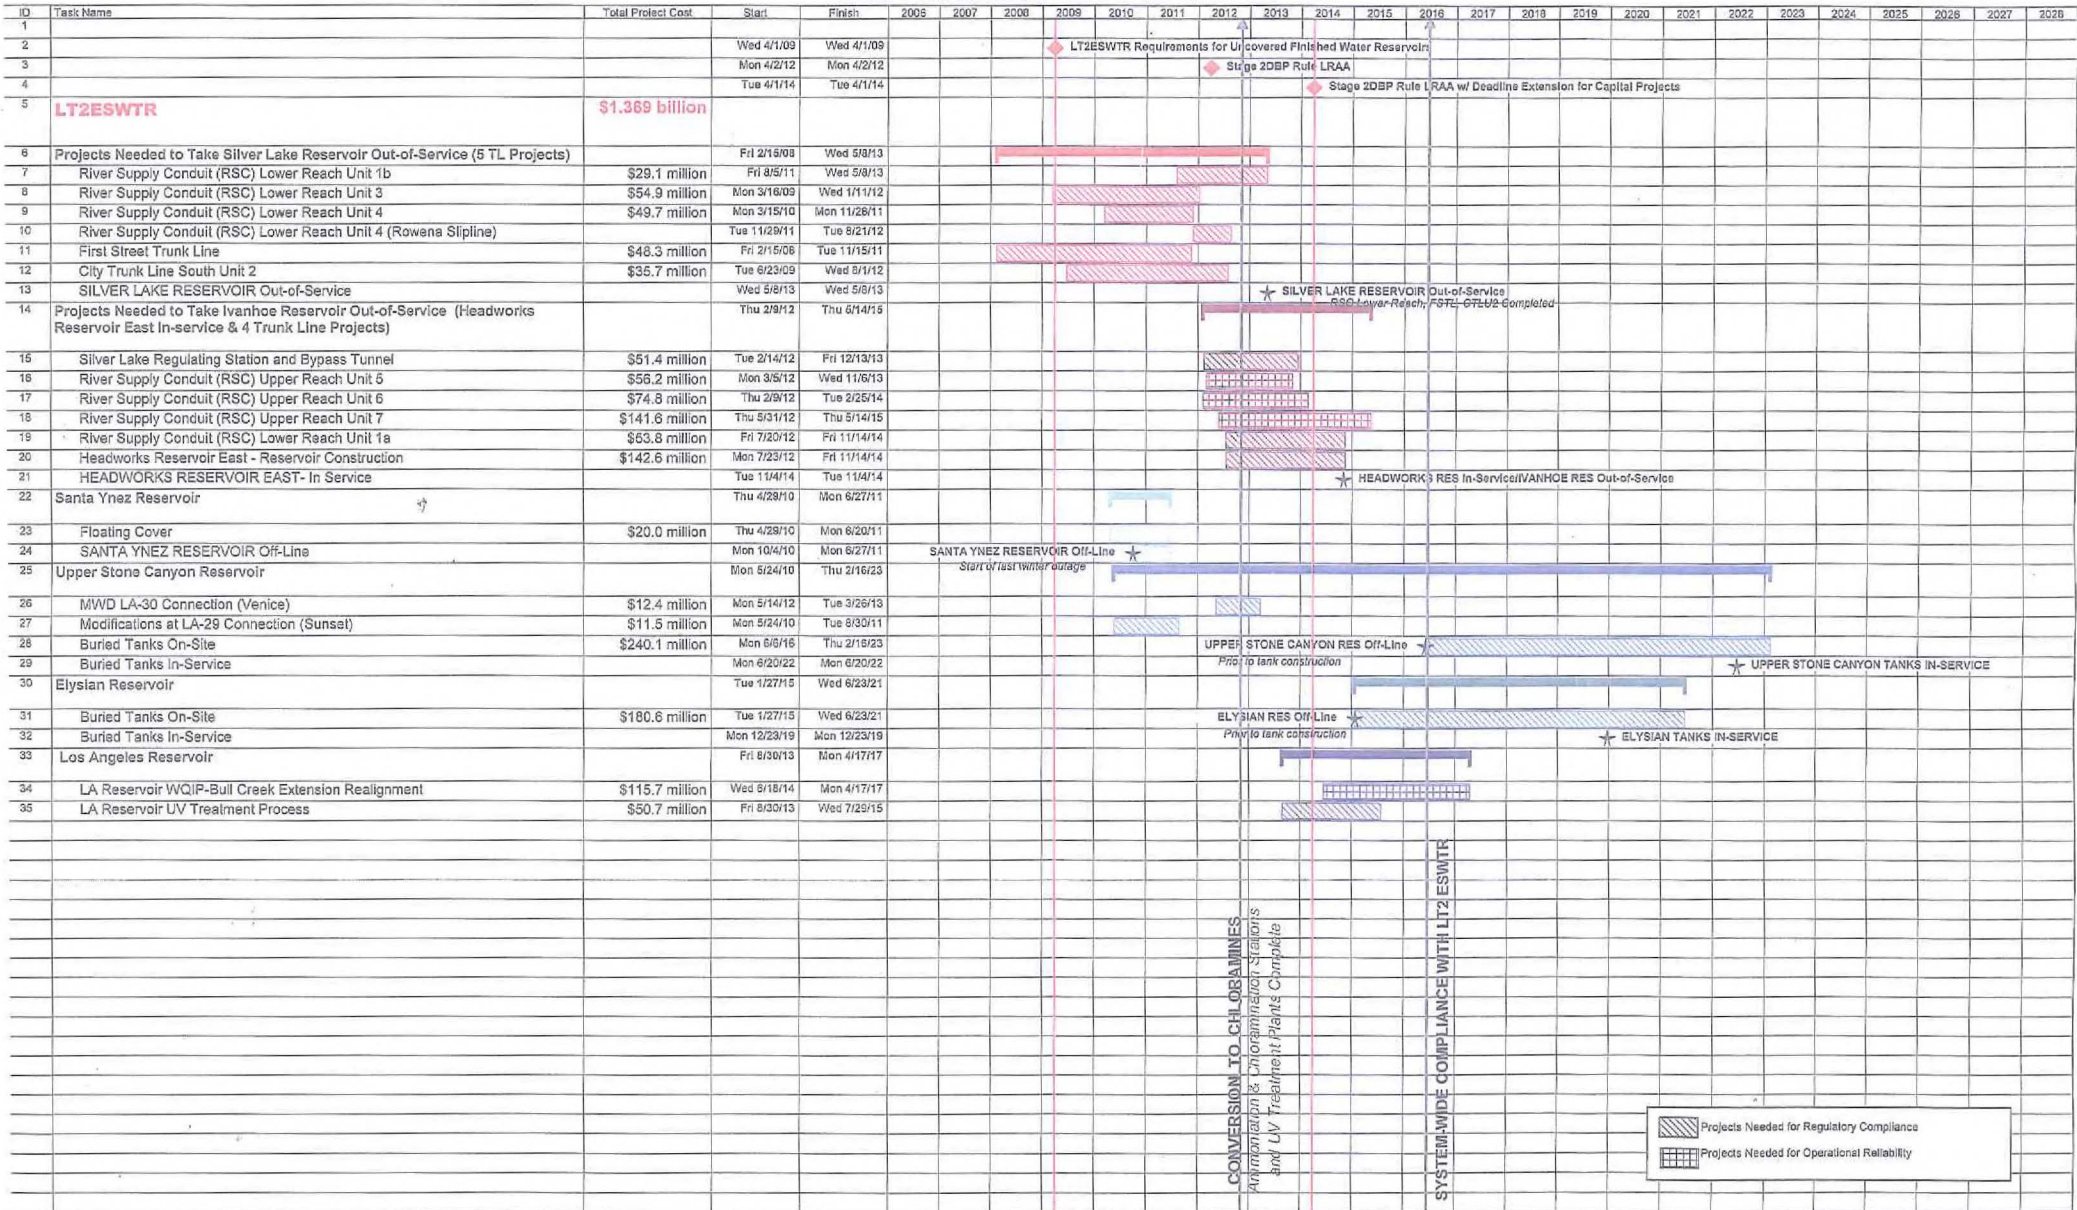 ID Task Name Total Project Cost Start Finish 2006 2007 2008 2009 2010 2011 2012 2013 2014 2015 2016 2017 2018 2019 2020 2021 2022 2023 2024 2025 2026 2027 2028
1
2 Wed 4/1/09 Wed 4/1/09 LT2ESWTR Requirements for Uncovered Finished Water Reservoirs
3 Mon 4/2/12 Mon 4/2/12 Stage 2DBP Rule LRAA
4 Tue 4/1/14 Tue 4/1/14 Stage 2DBP Rule LRAA w/ Deadline Extension for Capital Projects
5 LT2ESWTR $1.369 billion
6 Projects Needed to Take Silver Lake Reservoir Out-of-Service (5 TL Projects) Fri 2/15/08 Wed 5/8/13
7 River Supply Conduit (RSC) Lower Reach Unit 1b $29.1 million Fri 8/5/11 Wed 5/8/13
8 River Supply Conduit (RSC) Lower Reach Unit 3 $54.9 million Mon 3/16/09 Wed 1/11/12
9 River Supply Conduit (RSC) Lower Reach Unit 4 $49.7 million Mon 3/15/10 Mon 11/28/11
10 River Supply Conduit (RSC) Lower Reach Unit 4 (Rowena Slipline) Tue 11/29/11 Tue 8/21/12
11 First Street Trunk Line $48.3 million Fri 2/15/08 Tue 11/15/11
12 City Trunk Line South Unit 2 $35.7 million Tue 6/23/09 Wed 8/1/12
13 SILVER LAKE RESERVOIR Out-of-Service Wed 5/8/13 Wed 5/8/13 SILVER LAKE RESERVOIR Out-of-Service
RSC Lower Reach, FSTL, CTLU2 Completed
14 Projects Needed to Take Ivanhoe Reservoir Out-of-Service (Headworks Thu 2/9/12 Thu 5/14/15
Reservoir East In-service & 4 Trunk Line Projects)
15 Silver Lake Regulating Station and Bypass Tunnel $51.4 million Tue 2/14/12 Fri 12/13/13
16 River Supply Conduit (RSC) Upper Reach Unit 5 $56.2 million Mon 3/5/12 Wed 11/6/13
17 River Supply Conduit (RSC) Upper Reach Unit 6 $74.8 million Thu 2/9/12 Tue 2/25/14
18 River Supply Conduit (RSC) Upper Reach Unit 7 $141.6 million Thu 5/31/12 Thu 5/14/15
19 River Supply Conduit (RSC) Lower Reach Unit 1a $53.8 million Fri 7/20/12 Fri 11/14/14
20 Headworks Reservoir East - Reservoir Construction $142.6 million Mon 7/23/12 Fri 11/14/14
21 HEADWORKS RESERVOIR EAST- In Service Tue 11/4/14 Tue 11/4/14 HEADWORKS RES In-Service/IVANHOE RES Out-of-Service
22 Santa Ynez Reservoir Thu 4/29/10 Mon 6/27/11
23 Floating Cover $20.0 million Thu 4/29/10 Mon 6/20/11
24 SANTA YNEZ RESERVOIR Off-Line Mon 10/4/10 Mon 6/27/11 SANTA YNEZ RESERVOIR Off-Line
Start of last winter outage
25 Upper Stone Canyon Reservoir Mon 5/24/10 Thu 2/16/23
26 MWD LA-30 Connection (Venice) $12.4 million Mon 5/14/12 Tue 3/26/13
27 Modifications at LA-29 Connection (Sunset) $11.5 million Mon 5/24/10 Tue 8/30/11
28 Buried Tanks On-Site $240.1 million Mon 6/6/16 Thu 2/16/23 UPPER STONE CANYON RES Off-Line
Prior to tank construction
29 Buried Tanks In-Service Mon 6/20/22 Mon 6/20/22 UPPER STONE CANYON TANKS IN-SERVICE
30 Elysian Reservoir Tue 1/27/15 Wed 6/23/21
31 Buried Tanks On-Site $180.6 million Tue 1/27/15 Wed 6/23/21 ELYSIAN RES Off-Line
Prior to tank construction
32 Buried Tanks In-Service Mon 12/23/19 Mon 12/23/19 ELYSIAN TANKS IN-SERVICE
33 Los Angeles Reservoir Fri 8/30/13 Mon 4/17/17
34 LA Reservoir WQIP-Bull Creek Extension Realignment $115.7 million Wed 6/18/14 Mon 4/17/17
35 LA Reservoir UV Treatment Process $50.7 million Fri 8/30/13 Wed 7/29/15
CONVERSION TO CHLORAMINES
Ammoniation & Chloramination Stations
and UV Treatment Plants Complete
SYSTEM-WIDE COMPLIANCE WITH LT2 ESWTR
Projects Needed for Regulatory Compliance
Projects Needed for Operational Reliability